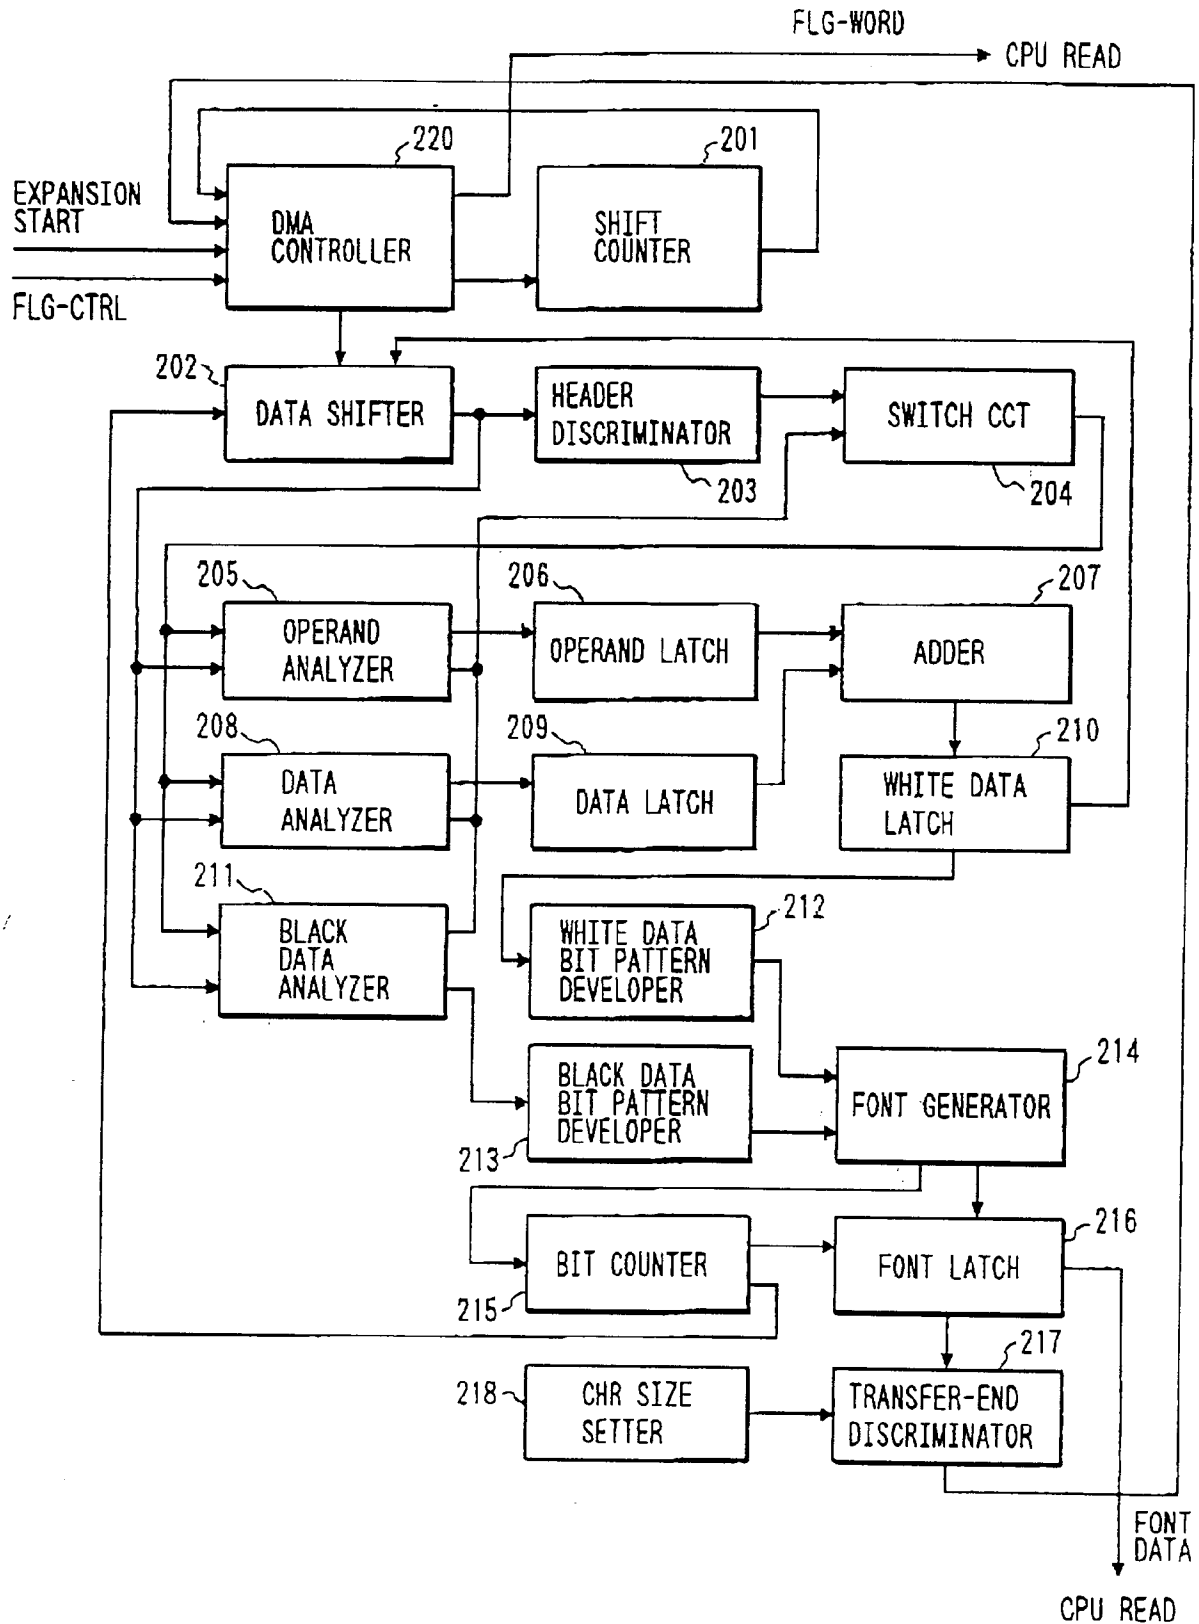 FLG-WORD
CPU READ
220
201
EXPANSION
START
DMA
CONTROLLER
SHIFT
COUNTER
FLG-CTRL
202
DATA SHIFTER
HEADER
DISCRIMINATOR
SWITCH CCT
203
204
205
206
207
OPERAND
ANALYZER
OPERAND LATCH
ADDER
208
209
210
DATA
ANALYZER
DATA LATCH
WHITE DATA
LATCH
211
212
BLACK
DATA
ANALYZER
WHITE DATA
BIT PATTERN
DEVELOPER
214
BLACK DATA
BIT PATTERN
DEVELOPER
FONT GENERATOR
213
216
BIT COUNTER
FONT LATCH
215
217
218
CHR SIZE
SETTER
TRANSFER-END
DISCRIMINATOR
FONT
DATA
CPU READ